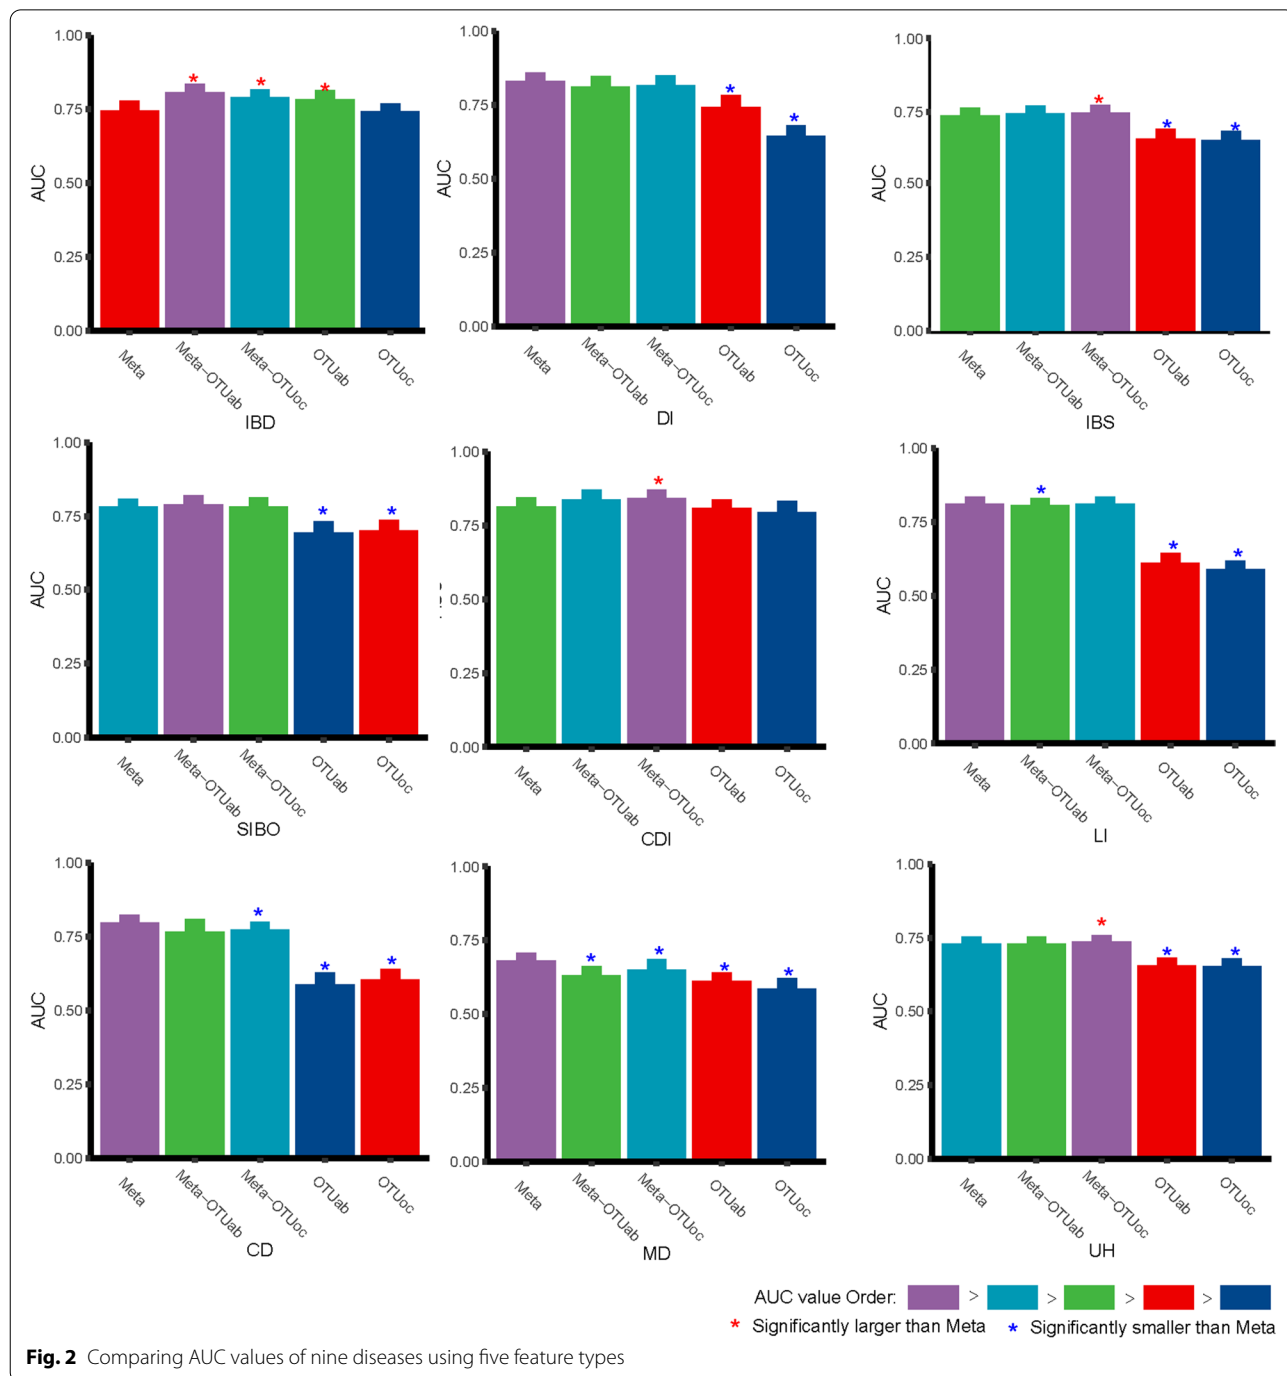 1.00
0.75
0.50
0.25
0.00
AUC
*
*
*
Meta
Meta-OTUab
Meta-OTUoc
OTUab
OTUoc
IBD
1.00
0.75
0.50
0.25
0.00
AUC
*
*
Meta
Meta-OTUab
Meta-OTUoc
OTUab
OTUoc
DI
1.00
0.75
0.50
0.25
0.00
AUC
*
*
*
Meta
Meta-OTUab
Meta-OTUoc
OTUab
OTUoc
IBS
1.00
0.75
0.50
0.25
0.00
AUC
*
*
Meta
Meta-OTUab
Meta-OTUoc
OTUab
OTUoc
SIBO
1.00
0.75
0.50
0.25
0.00
*
Meta
Meta-OTUab
Meta-OTUoc
OTUab
OTUoc
CDI
1.00
0.75
0.50
0.25
0.00
AUC
*
*
*
Meta
Meta-OTUab
Meta-OTUoc
OTUab
OTUoc
LI
1.00
0.75
0.50
0.25
0.00
AUC
*
*
*
Meta
Meta-OTUab
Meta-OTUoc
OTUab
OTUoc
CD
1.00
0.75
0.50
0.25
0.00
AUC
*
*
*
*
Meta
Meta-OTUab
Meta-OTUoc
OTUab
OTUoc
MD
1.00
0.75
0.50
0.25
0.00
AUC
*
*
*
Meta
Meta-OTUab
Meta-OTUoc
OTUab
OTUoc
UH
AUC value Order: > > > >
* Significantly larger than Meta * Significantly smaller than Meta
Fig. 2 Comparing AUC values of nine diseases using five feature types